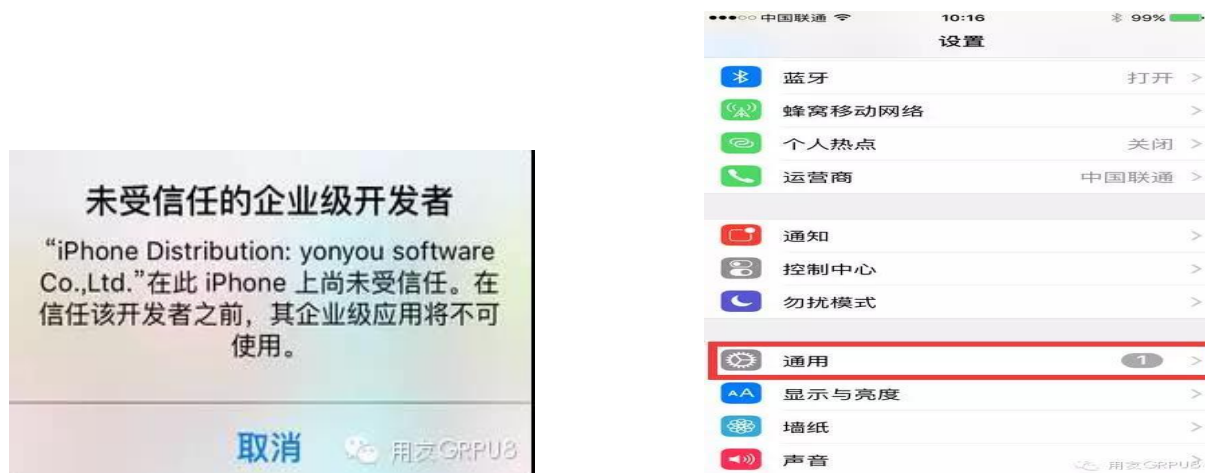 未受信任的企业级开发者
“iPhone Distribution: yonyou software
Co.,Ltd.”在此 iPhone 上尚未受信任。在
信任该开发者之前，其企业级应用将不可
使用。
取消
用友GRPU8
中国联通 10:16 99%
设置
蓝牙 打开 >
蜂窝移动网络 >
个人热点 关闭 >
运营商 中国联通 >
通知 >
控制中心 >
勿扰模式 >
通用 1 >
AA 显示与亮度 >
墙纸 >
声音 >
用友GRPU8